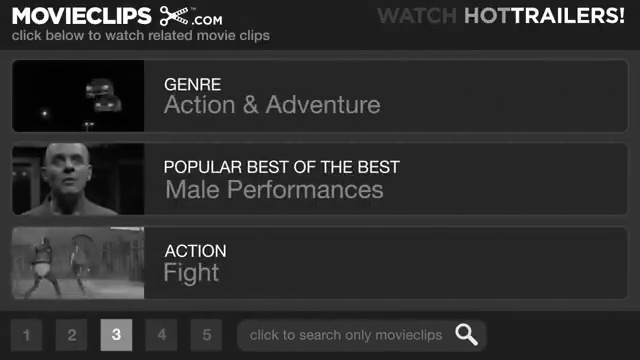 MOVIECLIPS.COM
WATCH HOTTRAILERS!
click below to watch related movie clips
GENRE
Action & Adventure
POPULAR BEST OF THE BEST
Male Performances
ACTION
Fight
1 2 3 4 5
click to search only movieclips